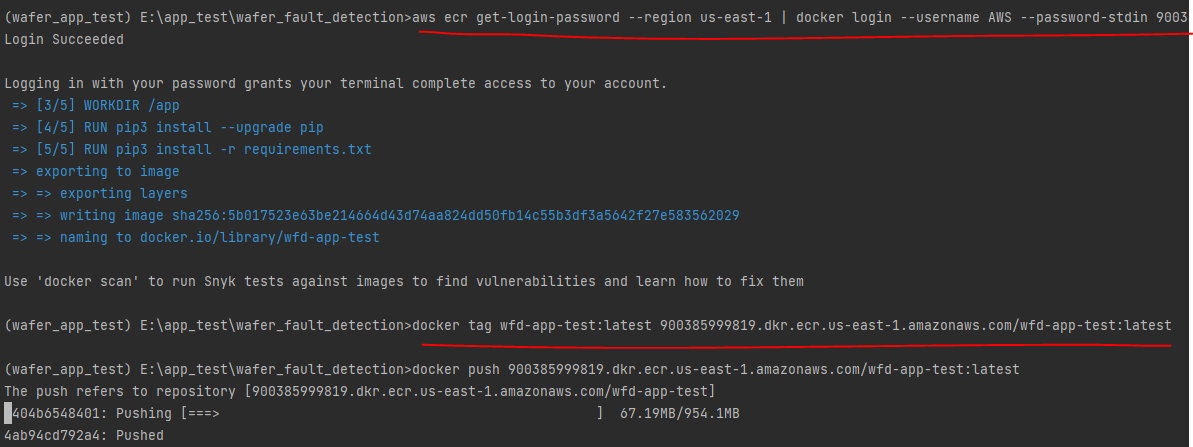 (wafer_app_test) E:\app_test\wafer_fault_detection>aws ecr get-login-password --region us-east-1 | docker login --username AWS --password-stdin 9003
Login Succeeded
Logging in with your password grants your terminal complete access to your account.
=> [3/5] WORKDIR /app
=> [4/5] RUN pip3 install --upgrade pip
=> [5/5] RUN pip3 install -r requirements.txt
=> exporting to image
=> => exporting layers
=> => writing image sha256:5b017523e63be214664d43d74aa824dd50fb14c55b3df3a5642f27e583562029
=> => naming to docker.io/library/wfd-app-test
Use 'docker scan' to run Snyk tests against images to find vulnerabilities and learn how to fix them
(wafer_app_test) E:\app_test\wafer_fault_detection>docker tag wfd-app-test:latest 900385999819.dkr.ecr.us-east-1.amazonaws.com/wfd-app-test:latest
(wafer_app_test) E:\app_test\wafer_fault_detection>docker push 900385999819.dkr.ecr.us-east-1.amazonaws.com/wfd-app-test:latest
The push refers to repository [900385999819.dkr.ecr.us-east-1.amazonaws.com/wfd-app-test]
404b6548401: Pushing [===> ] 67.19MB/954.1MB
4ab94cd792a4: Pushed